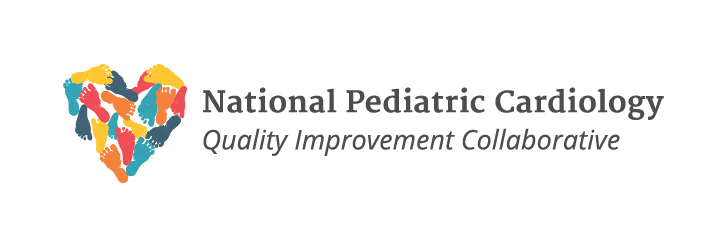 National Pediatric Cardiology
Quality Improvement Collaborative